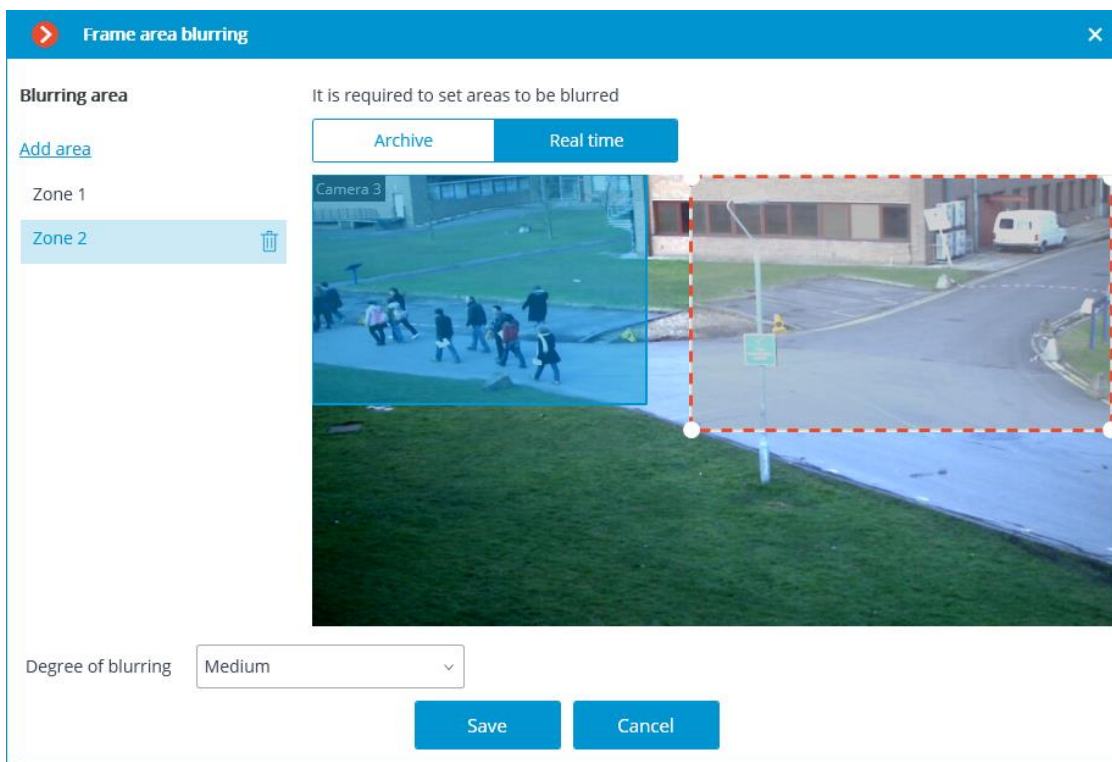 Frame area blurring
Blurring area
It is required to set areas to be blurred
Add area
Archive
Real time
Zone 1
Zone 2
Camera 3
Degree of blurring
Medium
Save
Cancel